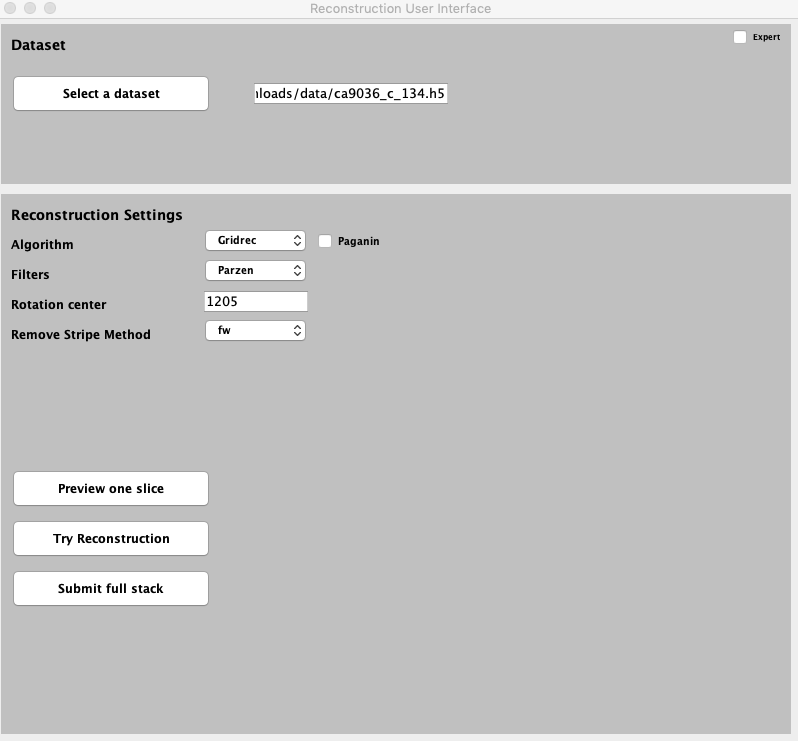 Reconstruction User Interface
Dataset
Expert
Select a dataset
loads/data/ca9036_c_134.h5
Reconstruction Settings
Algorithm Gridrec Paganin
Filters Parzen
Rotation center 1205
Remove Stripe Method fw
Preview one slice
Try Reconstruction
Submit full stack